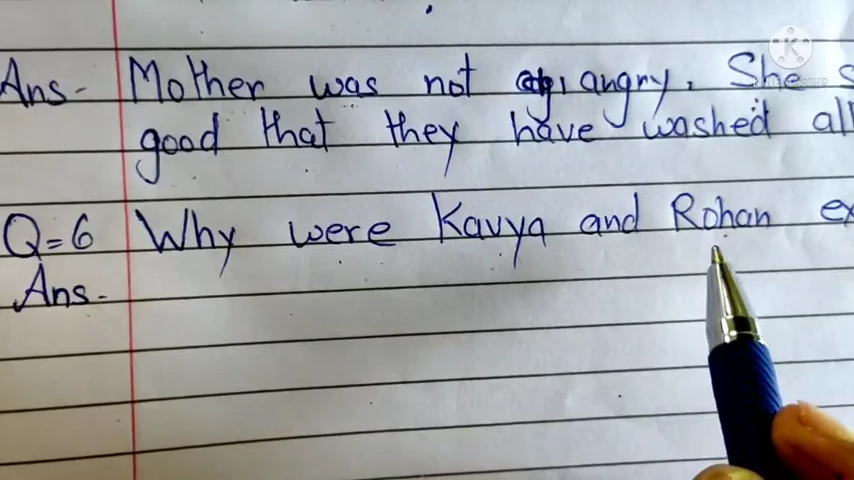 Ans- Mother was not angry. She
good that they have washed all
Q=6 Why were Kavya and Rohan
Ans-